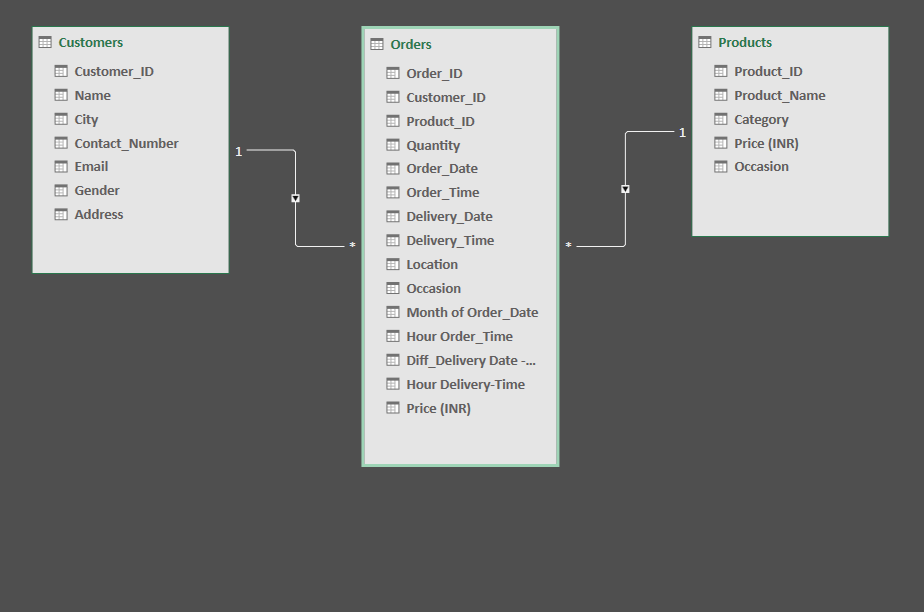 Customers
Customer_ID
Name
City
Contact_Number
Email
Gender
Address
1
*
Orders
Order_ID
Customer_ID
Product_ID
Quantity
Order_Date
Order_Time
Delivery_Date
Delivery_Time
Location
Occasion
Month of Order_Date
Hour Order_Time
Diff_Delivery Date -...
Hour Delivery-Time
Price (INR)
*
1
Products
Product_ID
Product_Name
Category
Price (INR)
Occasion